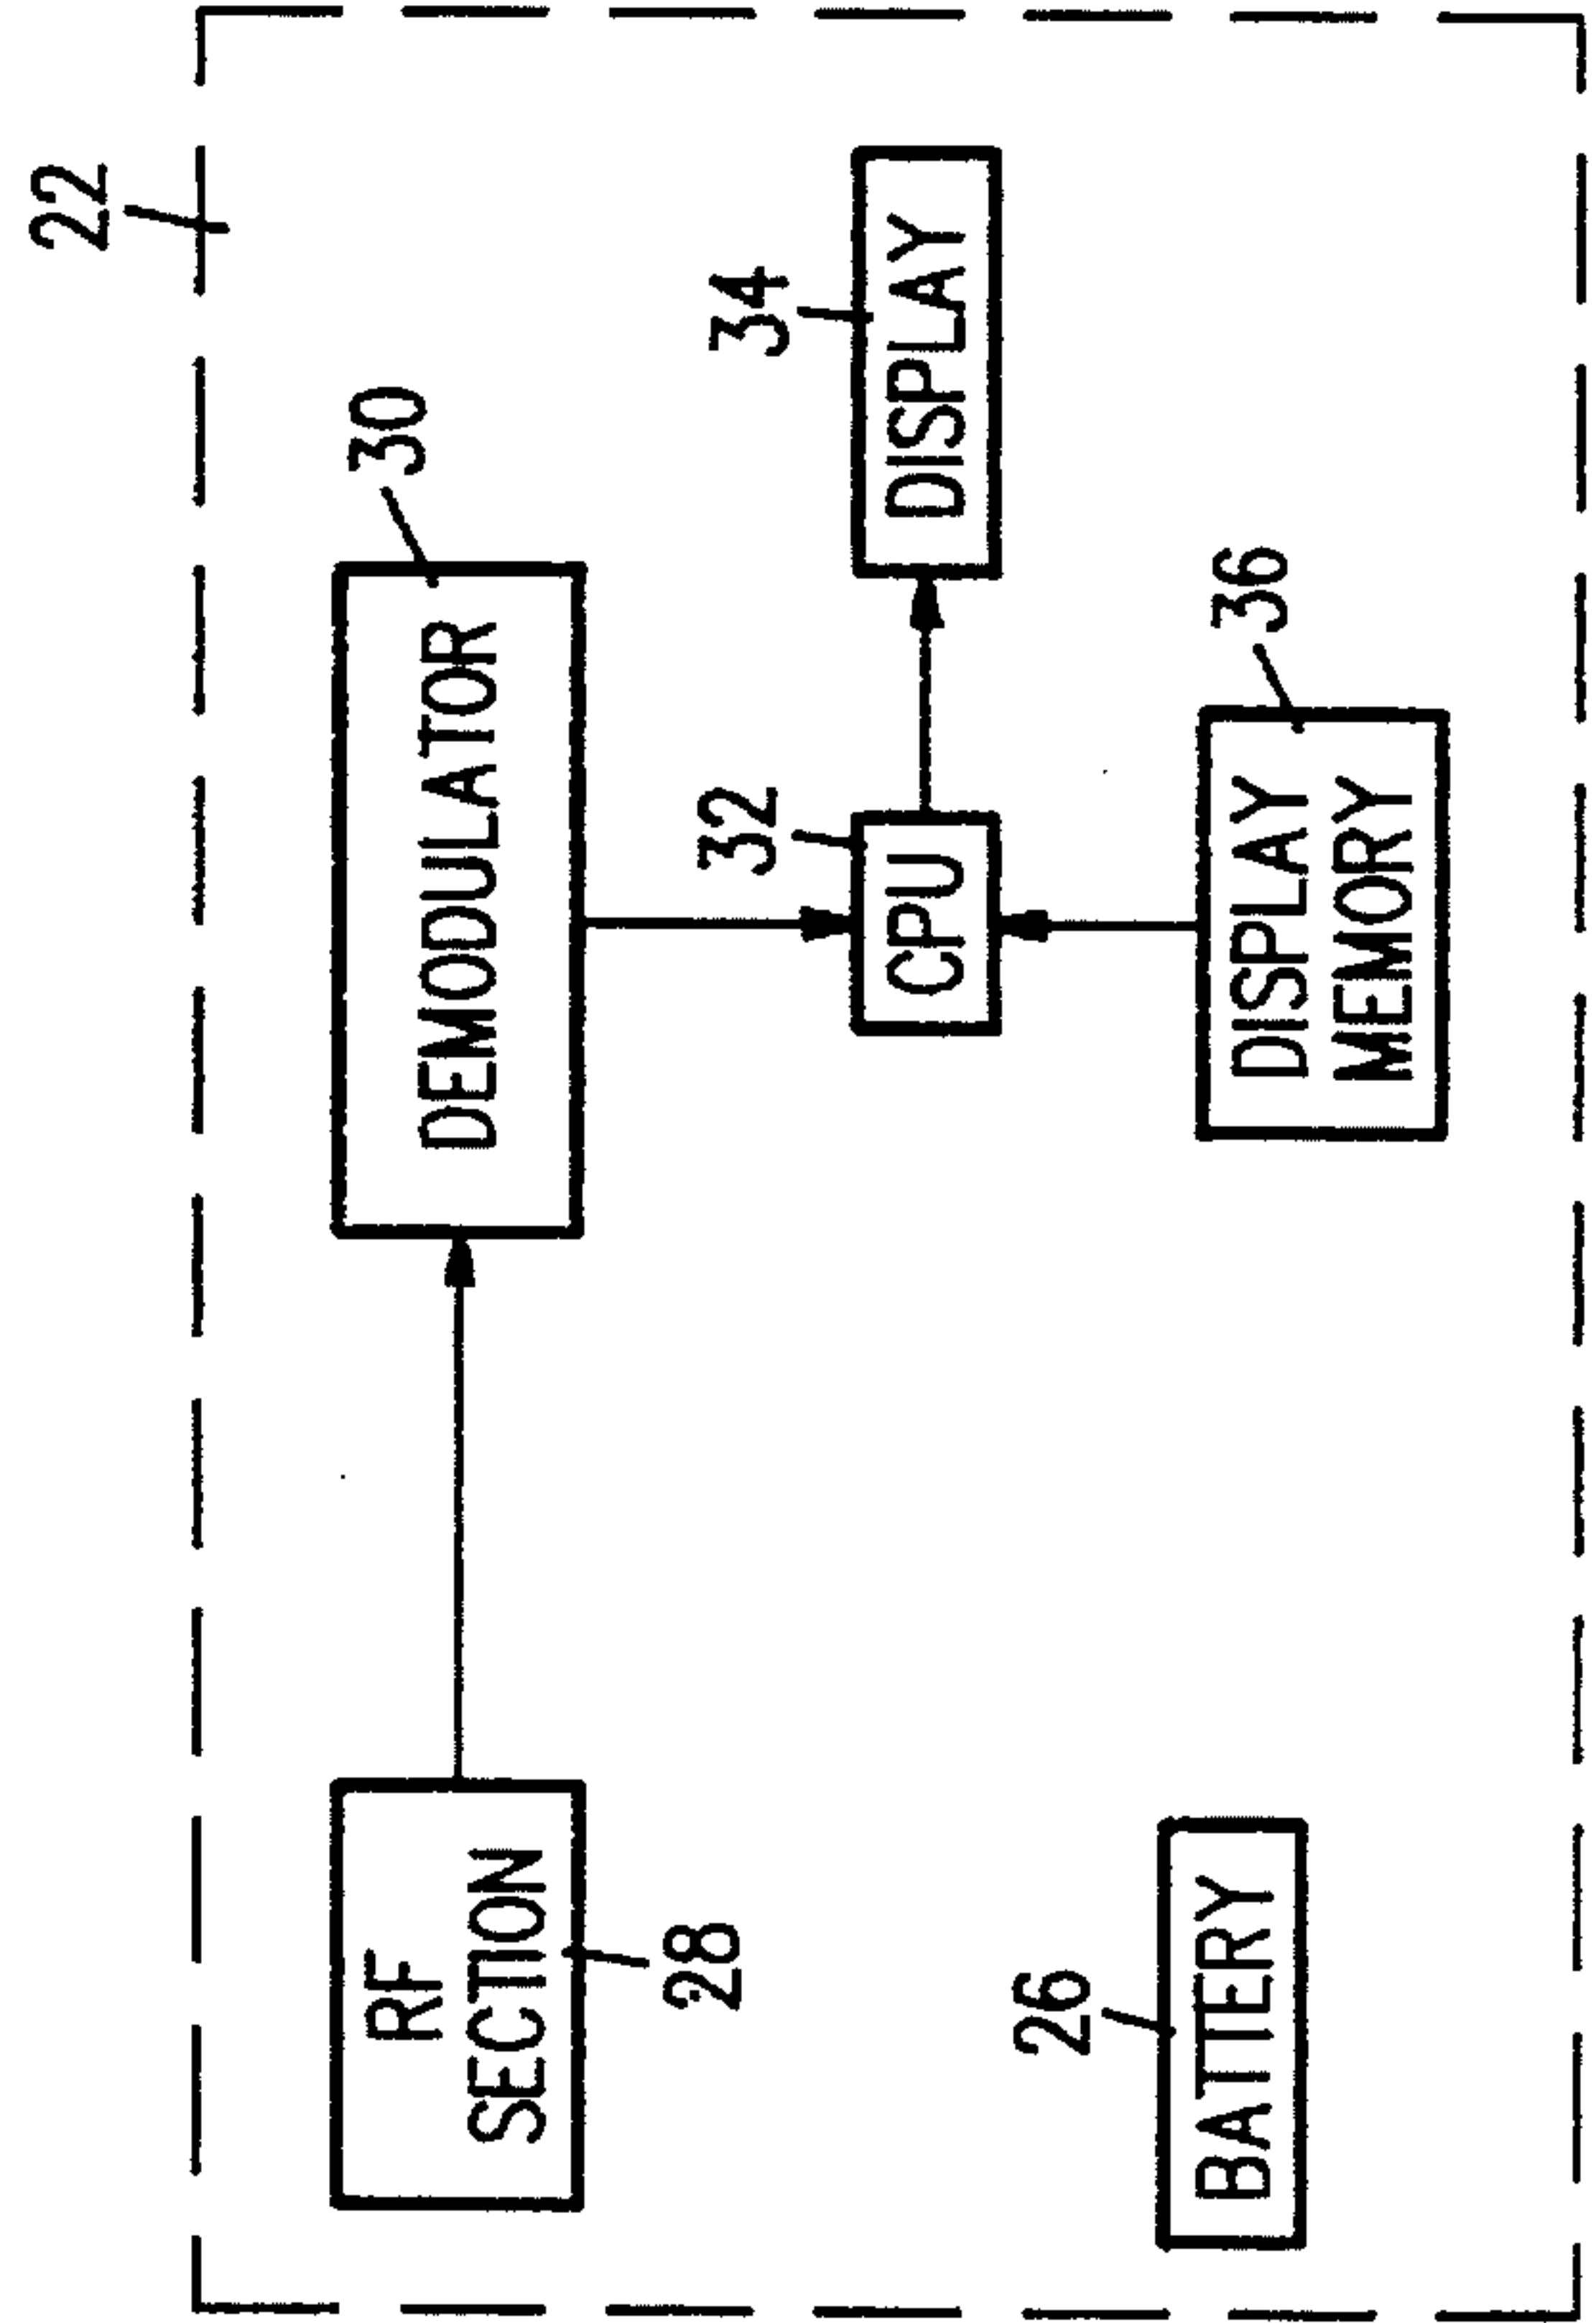 22
RF
SECTION
28
30
DEMODULATOR
32
CPU
34
DISPLAY
26
BATTERY
36
DISPLAY
MEMORY